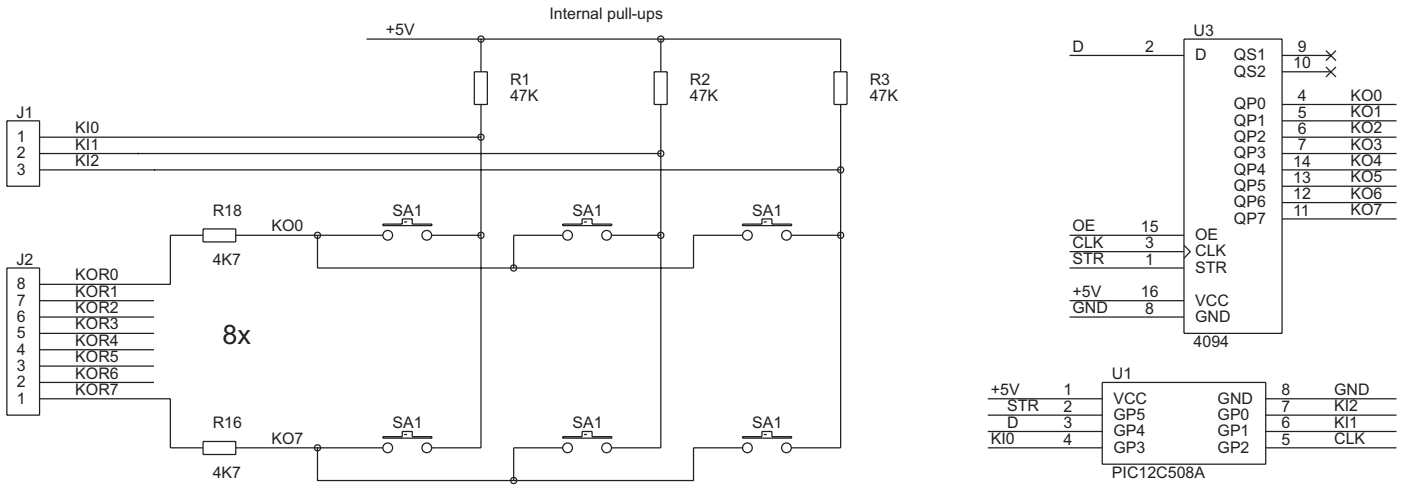 Internal pull-ups
+5V
R1
47K
R2
47K
R3
47K
J1
1 KI0
2 KI1
3 KI2
R18
4K7
KO0
SA1
SA1
SA1
J2
8 KOR0
7 KOR1
6 KOR2
5 KOR3
4 KOR4
3 KOR5
2 KOR6
1 KOR7
8x
R16
4K7
KO7
SA1
SA1
SA1
U3
D 2 D QS1 9
QS2 10
QP0 4 KO0
QP1 5 KO1
QP2 6 KO2
QP3 7 KO3
QP4 14 KO4
QP5 13 KO5
QP6 12 KO6
QP7 11 KO7
OE 15 OE
CLK 3 CLK
STR 1 STR
+5V 16 VCC
GND 8 GND
4094
U1
+5V 1 VCC GND 8 GND
STR 2 GP5 GP0 7 KI2
D 3 GP4 GP1 6 KI1
KI0 4 GP3 GP2 5 CLK
PIC12C508A